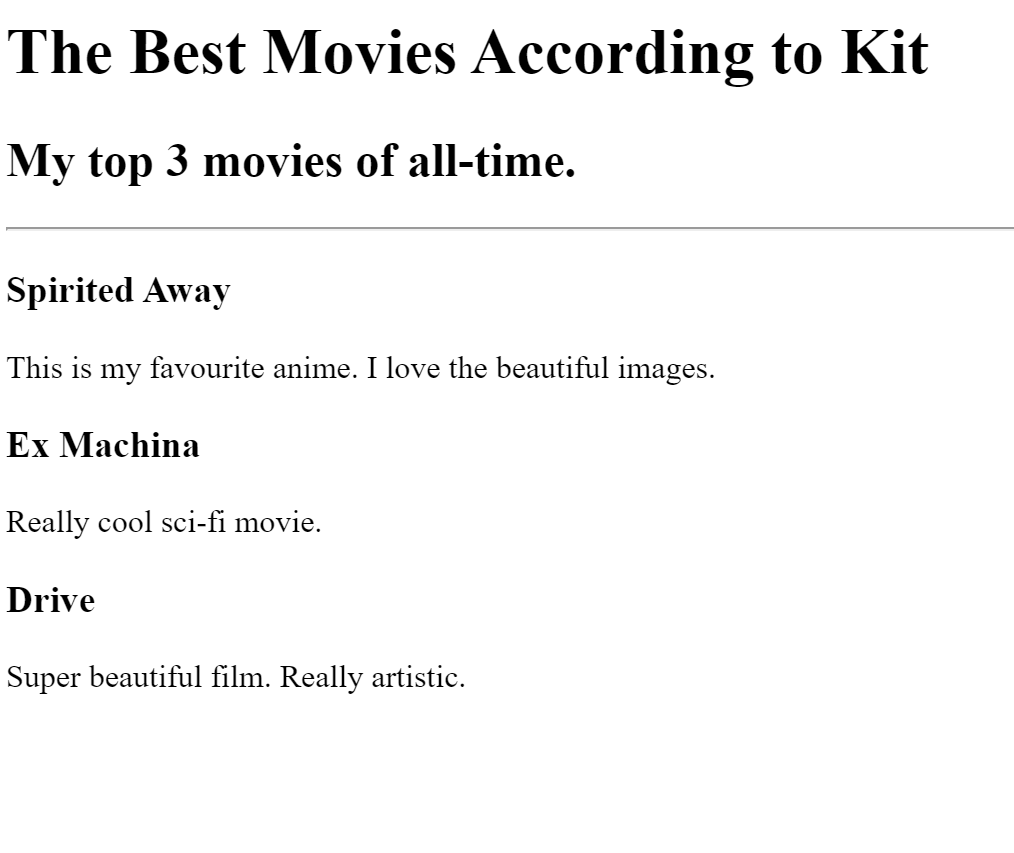 The Best Movies According to Kit
My top 3 movies of all-time.
Spirited Away
This is my favourite anime. I love the beautiful images.
Ex Machina
Really cool sci-fi movie.
Drive
Super beautiful film. Really artistic.